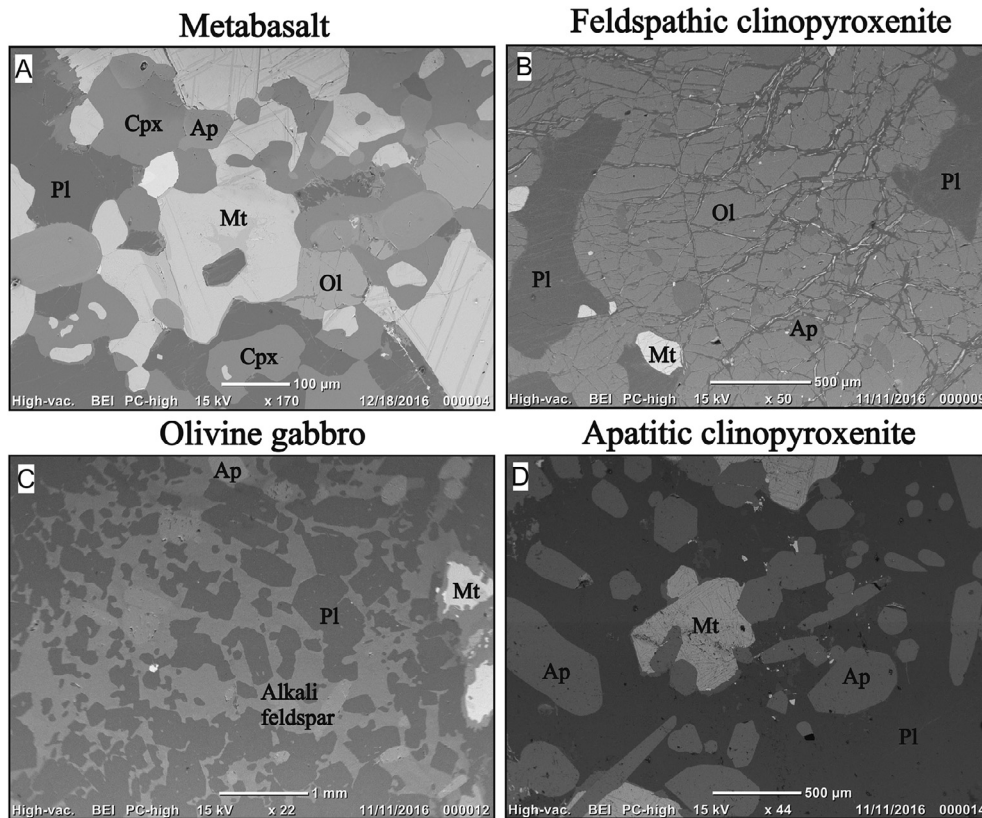 Metabasalt
A
Cpx
Ap
Pl
Mt
Ol
Cpx
100 µm
High-vac. BEI PC-high 15 kV x 170 12/18/2016 000004
Feldspathic clinopyroxenite
B
Pl
Ol
Pl
Ap
Mt
500 µm
High-vac. BEI PC-high 15 kV x 50 11/11/2016 000009
Olivine gabbro
C
Ap
Mt
Pl
Alkali
feldspar
1 mm
High-vac. BEI PC-high 15 kV x 22 11/11/2016 000012
Apatitic clinopyroxenite
D
Mt
Ap
Ap
Pl
500 µm
High-vac. BEI PC-high 15 kV x 44 11/11/2016 000014